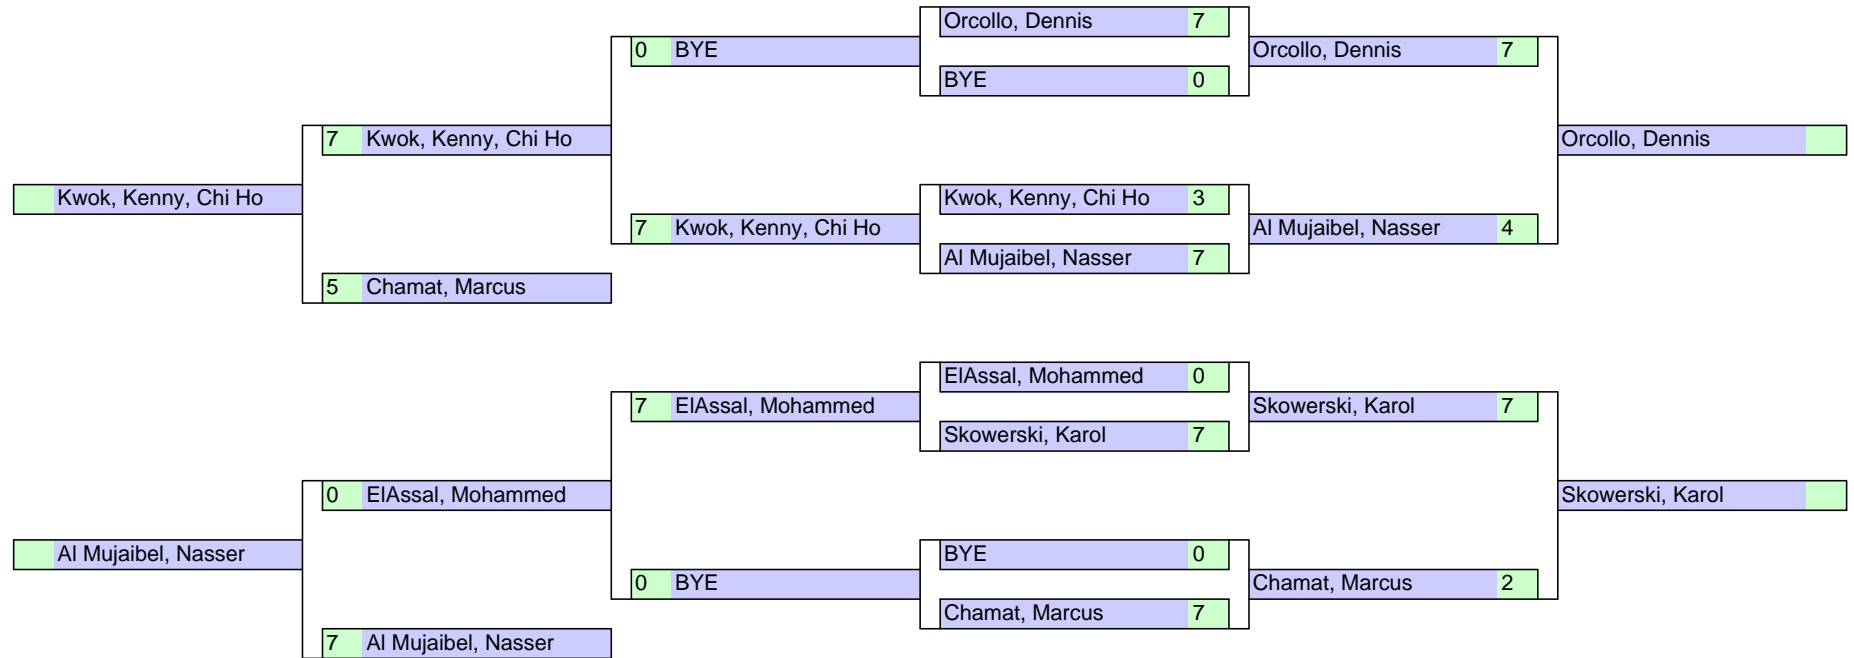 Orcollo, Dennis 7
0 BYE
Orcollo, Dennis 7
BYE 0
7 Kwok, Kenny, Chi Ho
Orcollo, Dennis
Kwok, Kenny, Chi Ho
Kwok, Kenny, Chi Ho 3
7 Kwok, Kenny, Chi Ho
Al Mujaibel, Nasser 4
Al Mujaibel, Nasser 7
5 Chamat, Marcus
ElAssal, Mohammed 0
7 ElAssal, Mohammed
Skowerski, Karol 7
Skowerski, Karol 7
0 ElAssal, Mohammed
Skowerski, Karol
Al Mujaibel, Nasser
BYE 0
0 BYE
Chamat, Marcus 2
Chamat, Marcus 7
7 Al Mujaibel, Nasser